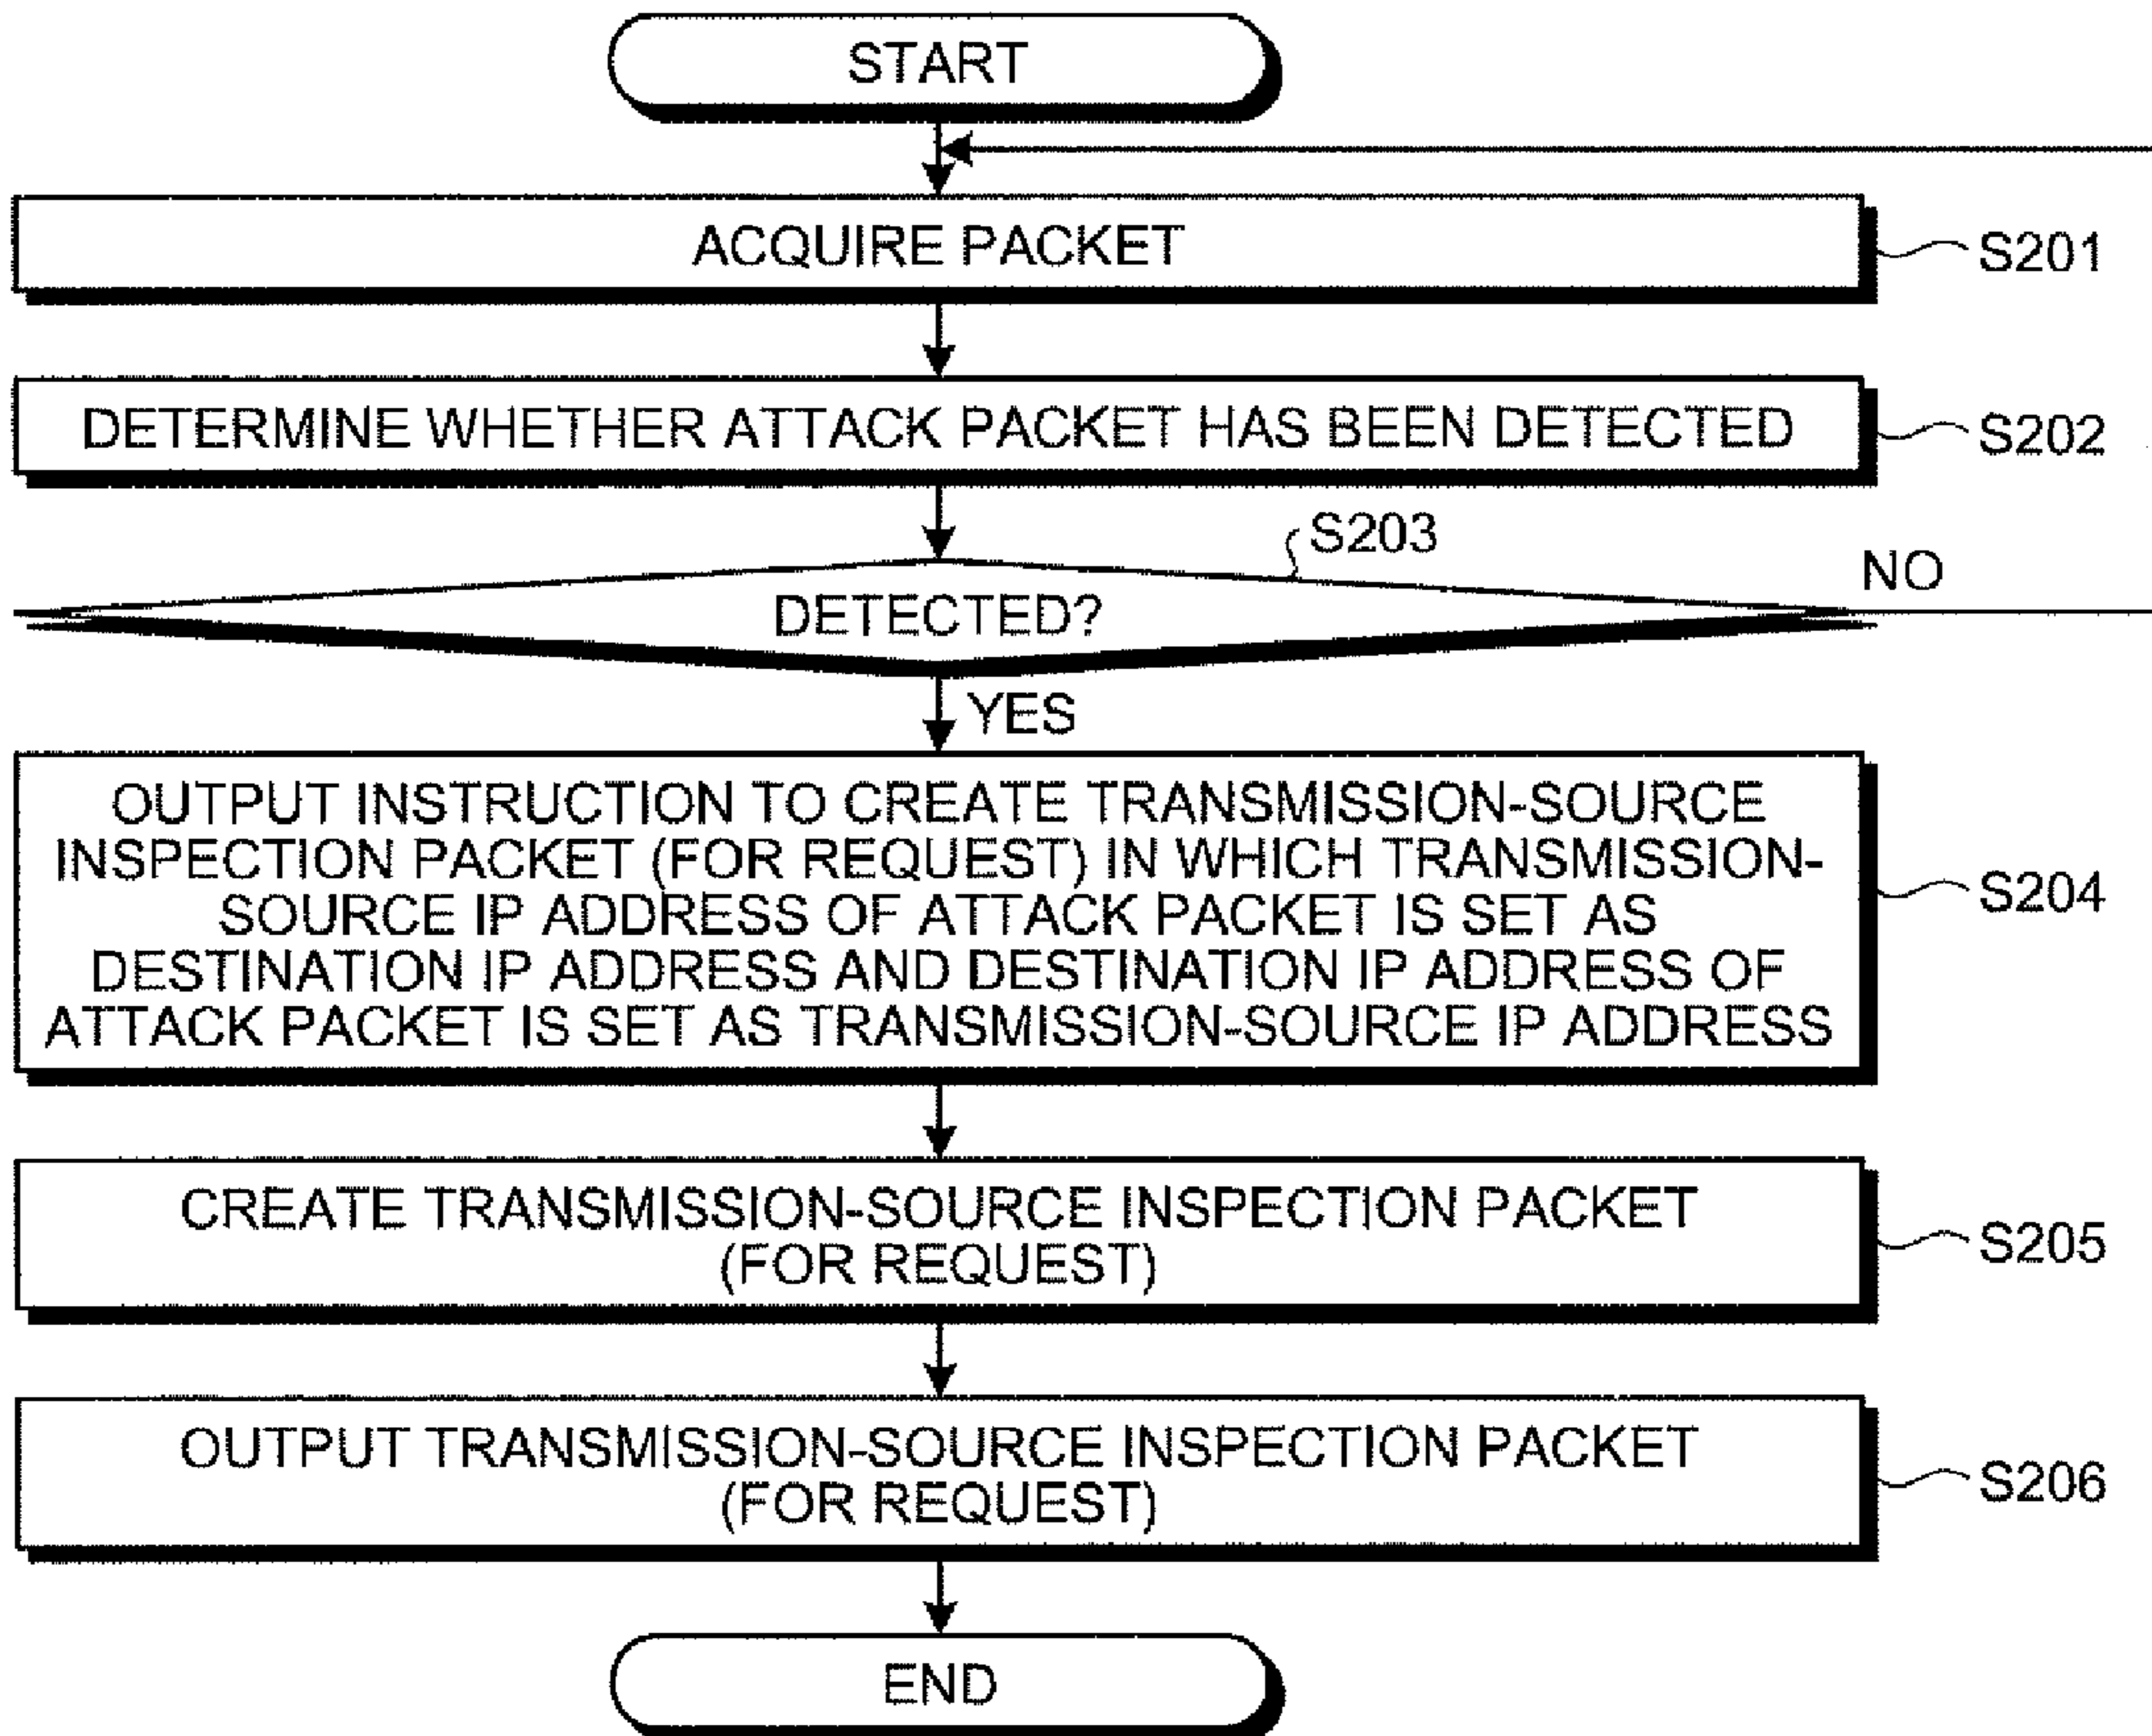 START
ACQUIRE PACKET
S201
DETERMINE WHETHER ATTACK PACKET HAS BEEN DETECTED
S202
S203
DETECTED?
NO
YES
OUTPUT INSTRUCTION TO CREATE TRANSMISSION-SOURCE
INSPECTION PACKET (FOR REQUEST) IN WHICH TRANSMISSION-
SOURCE IP ADDRESS OF ATTACK PACKET IS SET AS
DESTINATION IP ADDRESS AND DESTINATION IP ADDRESS OF
ATTACK PACKET IS SET AS TRANSMISSION-SOURCE IP ADDRESS
S204
CREATE TRANSMISSION-SOURCE INSPECTION PACKET
(FOR REQUEST)
S205
OUTPUT TRANSMISSION-SOURCE INSPECTION PACKET
(FOR REQUEST)
S206
END